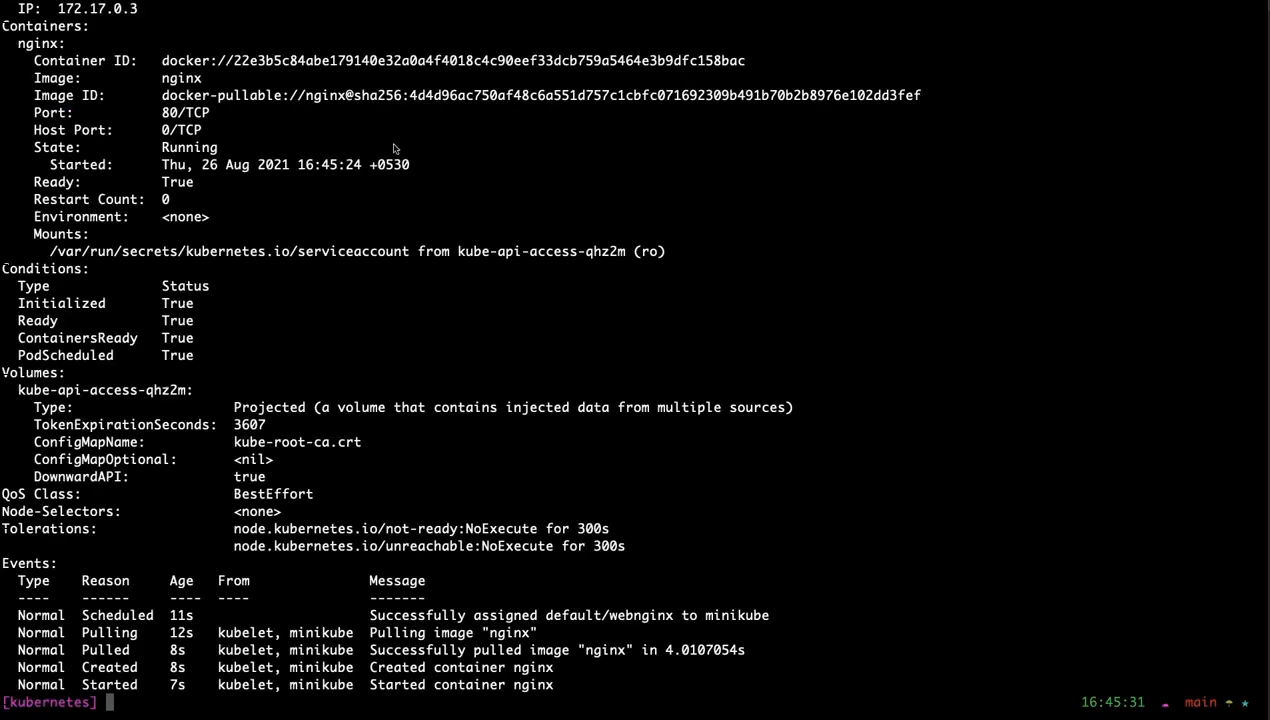 IP:  172.17.0.3
Containers:
  nginx:
    Container ID:   docker://22e3b5c84abe179140e32a0a4f4018c4c90eef33dcb759a5464e3b9dfc158bac
    Image:          nginx
    Image ID:       docker-pullable://nginx@sha256:4d4d96ac750af48c6a551d757c1cbfc071692309b491b70b2b8976e102dd3fef
    Port:           80/TCP
    Host Port:      0/TCP
    State:          Running
      Started:      Thu, 26 Aug 2021 16:45:24 +0530
    Ready:          True
    Restart Count:  0
    Environment:    <none>
    Mounts:
      /var/run/secrets/kubernetes.io/serviceaccount from kube-api-access-qhz2m (ro)
Conditions:
  Type              Status
  Initialized       True
  Ready             True
  ContainersReady   True
  PodScheduled      True
Volumes:
  kube-api-access-qhz2m:
    Type:                    Projected (a volume that contains injected data from multiple sources)
    TokenExpirationSeconds:  3607
    ConfigMapName:           kube-root-ca.crt
    ConfigMapOptional:       <nil>
    DownwardAPI:             true
QoS Class:                   BestEffort
Node-Selectors:              <none>
Tolerations:                 node.kubernetes.io/not-ready:NoExecute for 300s
                             node.kubernetes.io/unreachable:NoExecute for 300s
Events:
  Type    Reason     Age   From               Message
  ----    ------     ----  ----               -------
  Normal  Scheduled  11s                      Successfully assigned default/webnginx to minikube
  Normal  Pulling    12s   kubelet, minikube  Pulling image "nginx"
  Normal  Pulled     8s    kubelet, minikube  Successfully pulled image "nginx" in 4.0107054s
  Normal  Created    8s    kubelet, minikube  Created container nginx
  Normal  Started    7s    kubelet, minikube  Started container nginx
[kubernetes] 16:45:31 main